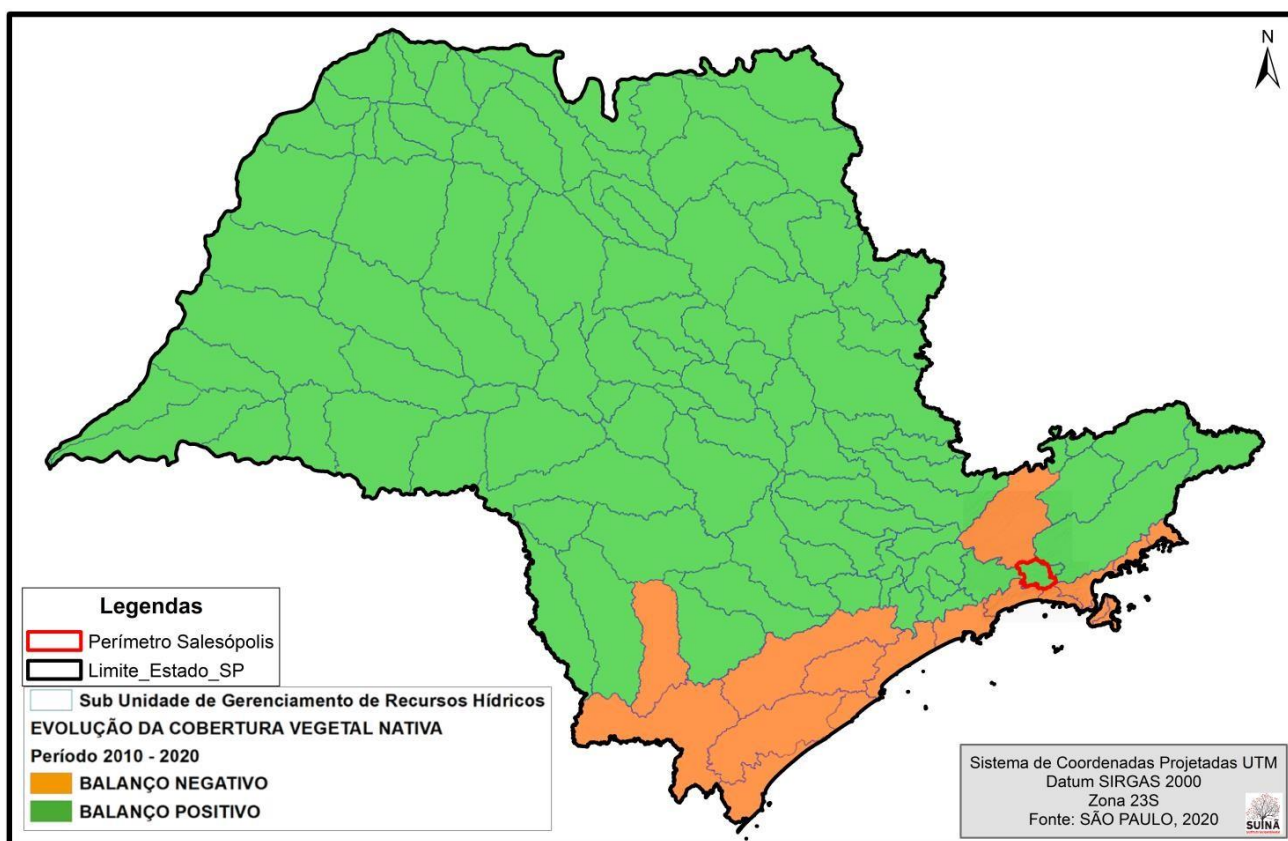 N
Legendas
Perímetro Salesópolis
Limite_Estado_SP
Sub Unidade de Gerenciamento de Recursos Hídricos
EVOLUÇÃO DA COBERTURA VEGETAL NATIVA
Período 2010 - 2020
BALANÇO NEGATIVO
BALANÇO POSITIVO
Sistema de Coordenadas Projetadas UTM
Datum SIRGAS 2000
Zona 23S
Fonte: SÃO PAULO, 2020
SUINÃ